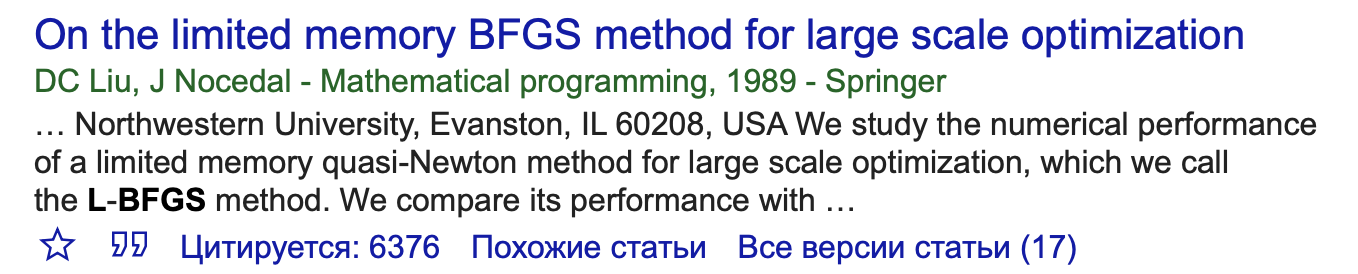 On the limited memory BFGS method for large scale optimization
DC Liu, J Nocedal - Mathematical programming, 1989 - Springer
… Northwestern University, Evanston, IL 60208, USA We study the numerical performance
of a limited memory quasi-Newton method for large scale optimization, which we call
the L-BFGS method. We compare its performance with …
Цитируется: 6376 Похожие статьи Все версии статьи (17)